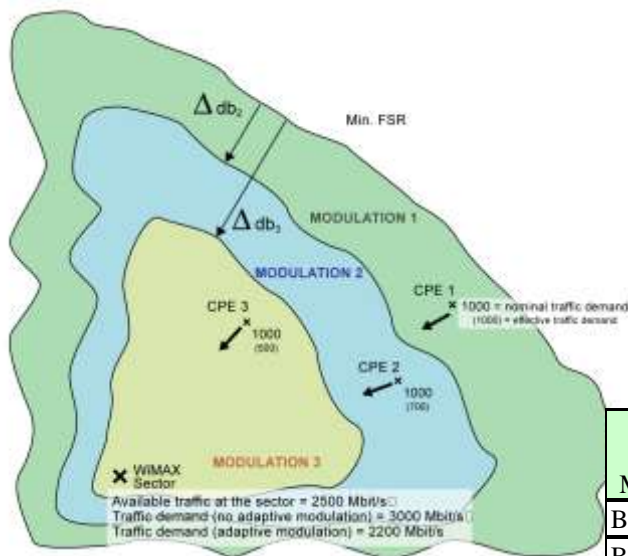 Δ db₂
Min. FSR
MODULATION 1
Δ db₃
MODULATION 2
CPE 1
1000 = nominal traffic demand
(1000) = effective traffic demand
CPE 3
1000
(500)
CPE 2
1000
(700)
MODULATION 3
WiMAX
Sector
Available traffic at the sector = 2500 Mbit/s
Traffic demand (no adaptive modulation) = 3000 Mbit/s
Traffic demand (adaptive modulation) = 2200 Mbit/s
M
B